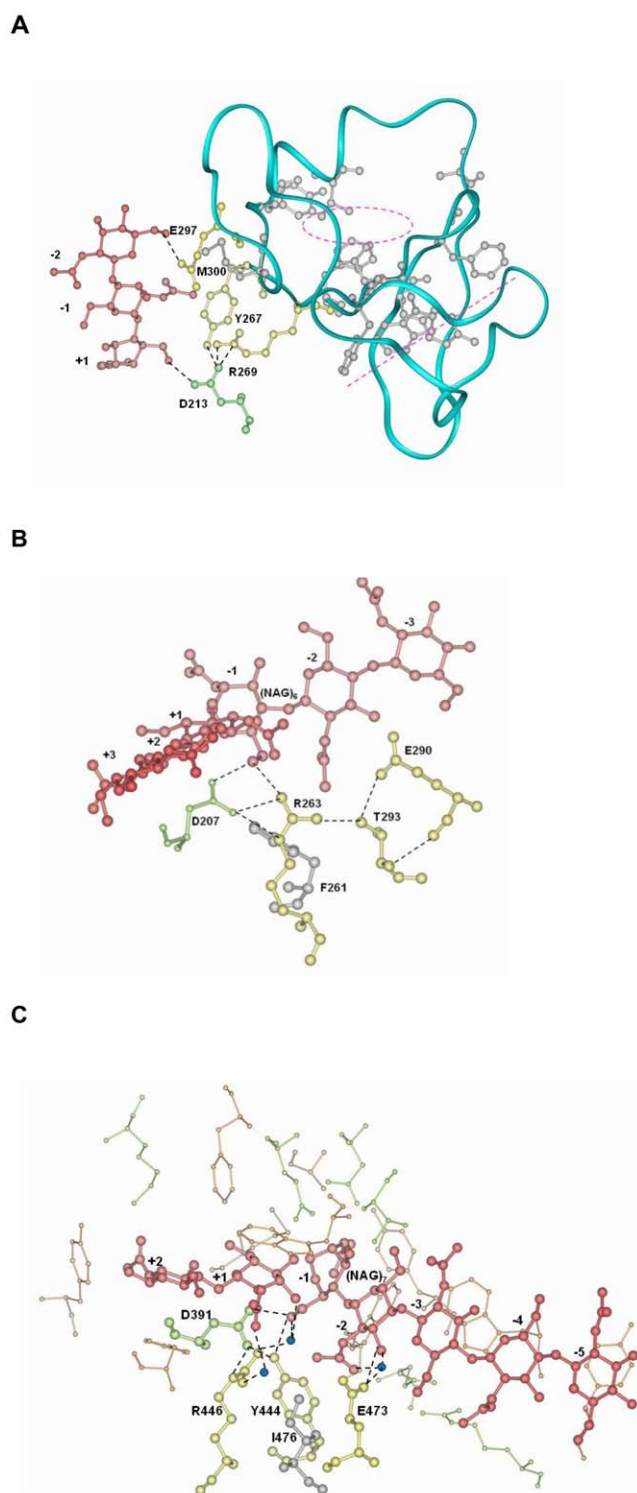 A
E297
-2
M300
-1
Y267
+1
R269
D213
B
-3
-1
-2
(NAG)6
+1
E290
+2
+3
R263
T293
D207
F261
C
+2
+1
-1
(NAG)7
-3
D391
-4
-2
-5
R446
Y444
E473
I476